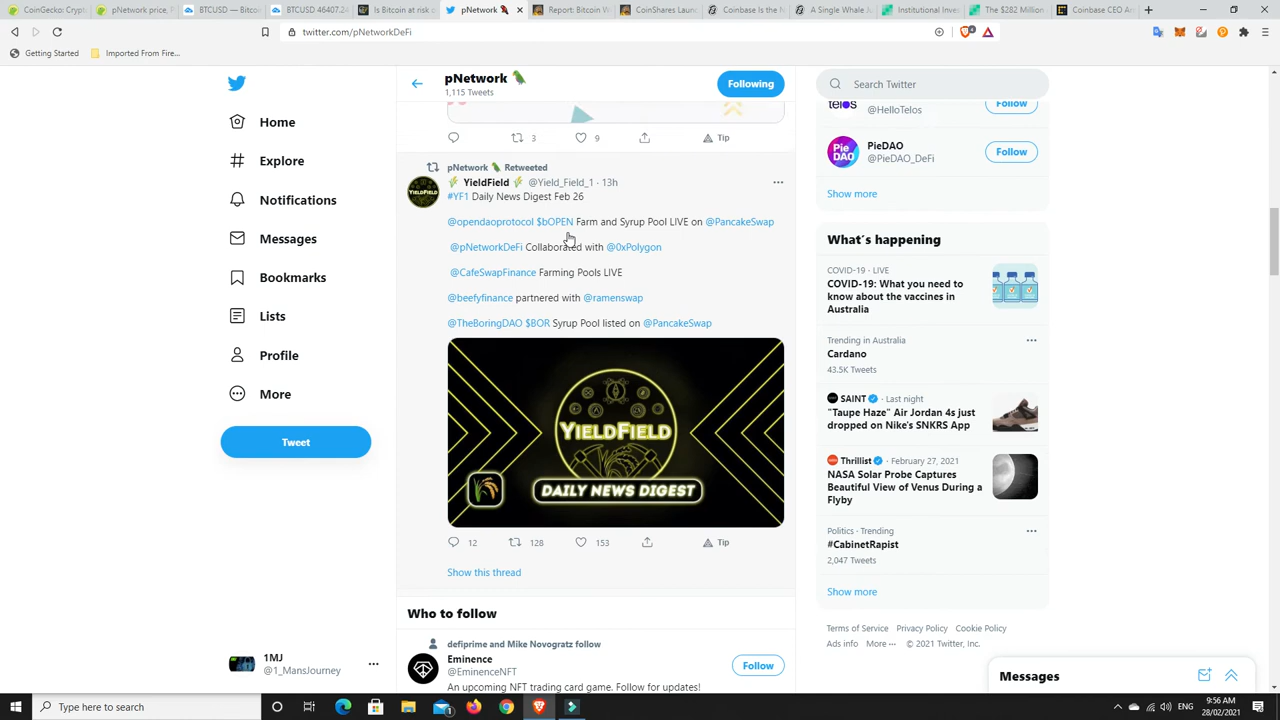 CoinGecko: Crypt
pNetwork price, P
BTCUSD — Bitco
BTCUSD 46407.24
Is Bitcoin at risk o
pNetwork
Report: Bitcoin W
CoinShares Laun
Coinbase Is the N
A Single Whale J
Institutional Inves
The $282 Million
Coinbase CEO Ar
twitter.com/pNetworkDeFi
Getting Started
Imported From Fire...
Home
Explore
Notifications
Messages
Bookmarks
Lists
Profile
More
Tweet
1MJ
@1_MansJourney
pNetwork
1,115 Tweets
Following
3
9
Tip
pNetwork 🦜 Retweeted
⚡ YieldField ⚡ @Yield_Field_1 · 13h
#YF1 Daily News Digest Feb 26
@opendaoprotocol $bOPEN Farm and Syrup Pool LIVE on @PancakeSwap
@pNetworkDeFi Collaborated with @0xPolygon
@CafeSwapFinance Farming Pools LIVE
@beefyfinance partnered with @ramenswap
@TheBoringDAO $BOR Syrup Pool listed on @PancakeSwap
YIELDFIELD
YIELDFIELD
DAILY NEWS DIGEST
12
128
153
Tip
Show this thread
Who to follow
defiprime and Mike Novogratz follow
Eminence
@EminenceNFT
Follow
An upcoming NFT trading card game. Follow for updates!
Search Twitter
telos
@HelloTelos
Follow
Pie
DAO
PieDAO
@PieDAO_DeFi
Follow
Show more
What's happening
COVID-19 · LIVE
COVID-19: What you need to
know about the vaccines in
Australia
Trending in Australia
Cardano
43.5K Tweets
SAINT · Last night
"Taupe Haze" Air Jordan 4s just
dropped on Nike's SNKRS App
Thrillist · February 27, 2021
NASA Solar Probe Captures
Beautiful View of Venus During a
Flyby
Politics · Trending
#CabinetRapist
2,047 Tweets
Show more
Terms of Service Privacy Policy Cookie Policy
Ads info More ··· © 2021 Twitter, Inc.
Messages
Type here to search
ENG
9:56 AM
28/02/2021